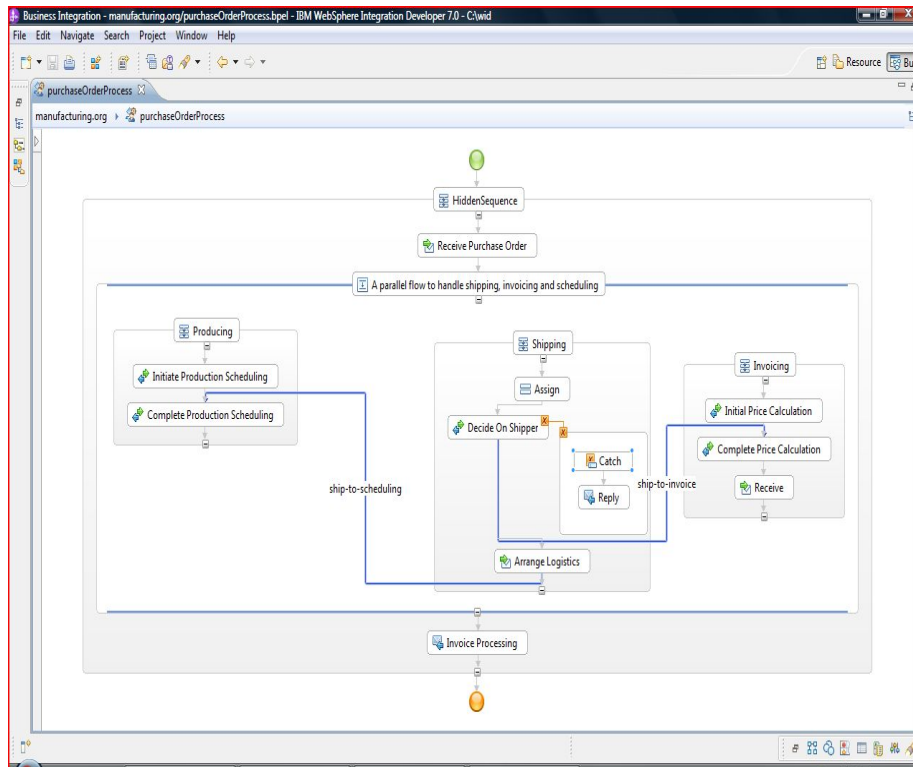 Business Integration - manufacturing.org/purchaseOrderProcess.bpel - IBM WebSphere Integration Developer 7.0 - C:\wid
File Edit Navigate Search Project Window Help
Resource Bu
purchaseOrderProcess
manufacturing.org purchaseOrderProcess
HiddenSequence
Receive Purchase Order
A parallel flow to handle shipping, invoicing and scheduling
Producing
Initiate Production Scheduling
Complete Production Scheduling
ship-to-scheduling
Shipping
Assign
Decide On Shipper
Catch
Reply
Arrange Logistics
ship-to-invoice
Invoicing
Initial Price Calculation
Complete Price Calculation
Receive
Invoice Processing